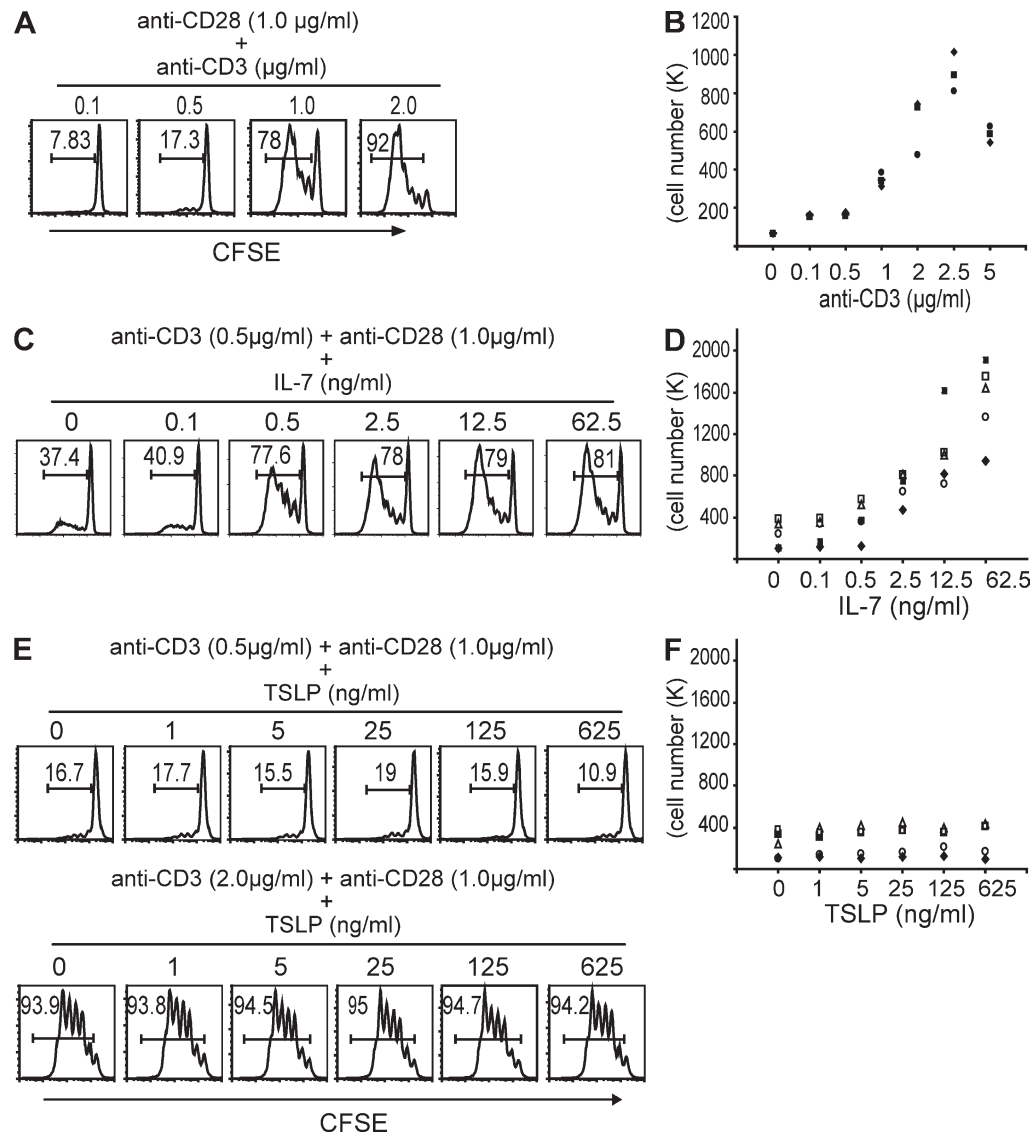 A
anti-CD28 (1.0 µg/ml)
+
anti-CD3 (µg/ml)
0.1 0.5 1.0 2.0
7.83 17.3 78 92
CFSE
B
(cell number (K)
1200
1000
800
600
400
200
0 0.1 0.5 1 2 2.5 5
anti-CD3 (µg/ml)
C
anti-CD3 (0.5µg/ml) + anti-CD28 (1.0µg/ml)
+
IL-7 (ng/ml)
0 0.1 0.5 2.5 12.5 62.5
37.4 40.9 77.6 78 79 81
D
(cell number (K)
2000
1600
1200
800
400
0 0.1 0.5 2.5 12.5 62.5
IL-7 (ng/ml)
E
anti-CD3 (0.5µg/ml) + anti-CD28 (1.0µg/ml)
+
TSLP (ng/ml)
0 1 5 25 125 625
16.7 17.7 15.5 19 15.9 10.9
anti-CD3 (2.0µg/ml) + anti-CD28 (1.0µg/ml)
+
TSLP (ng/ml)
0 1 5 25 125 625
93.9 93.8 94.5 95 94.7 94.2
CFSE
F
(cell number (K)
2000
1600
1200
800
400
0 1 5 25 125 625
TSLP (ng/ml)